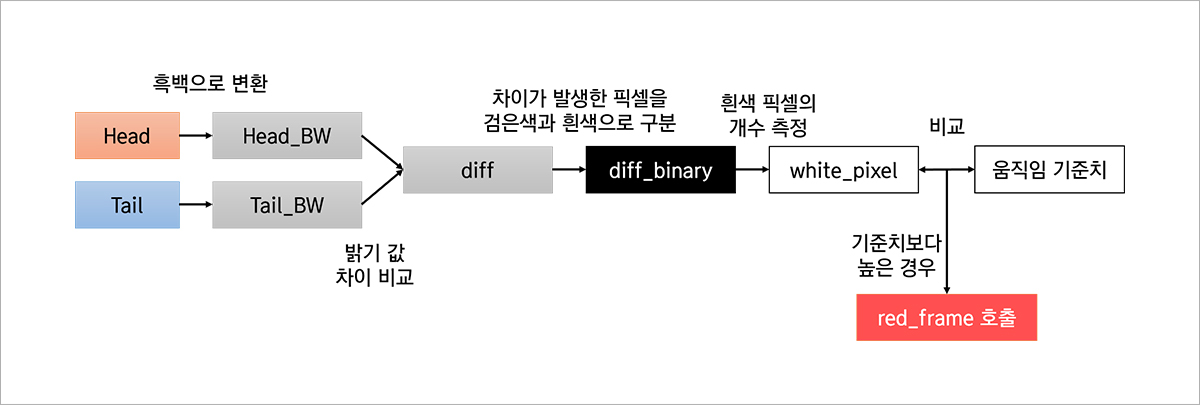 흑백으로 변환
Head
Head_BW
Tail
Tail_BW
밝기 값
차이 비교
diff
차이가 발생한 픽셀을
검은색과 흰색으로 구분
diff_binary
흰색 픽셀의
개수 측정
white_pixel
비교
움직임 기준치
기준치보다
높은 경우
red_frame 호출